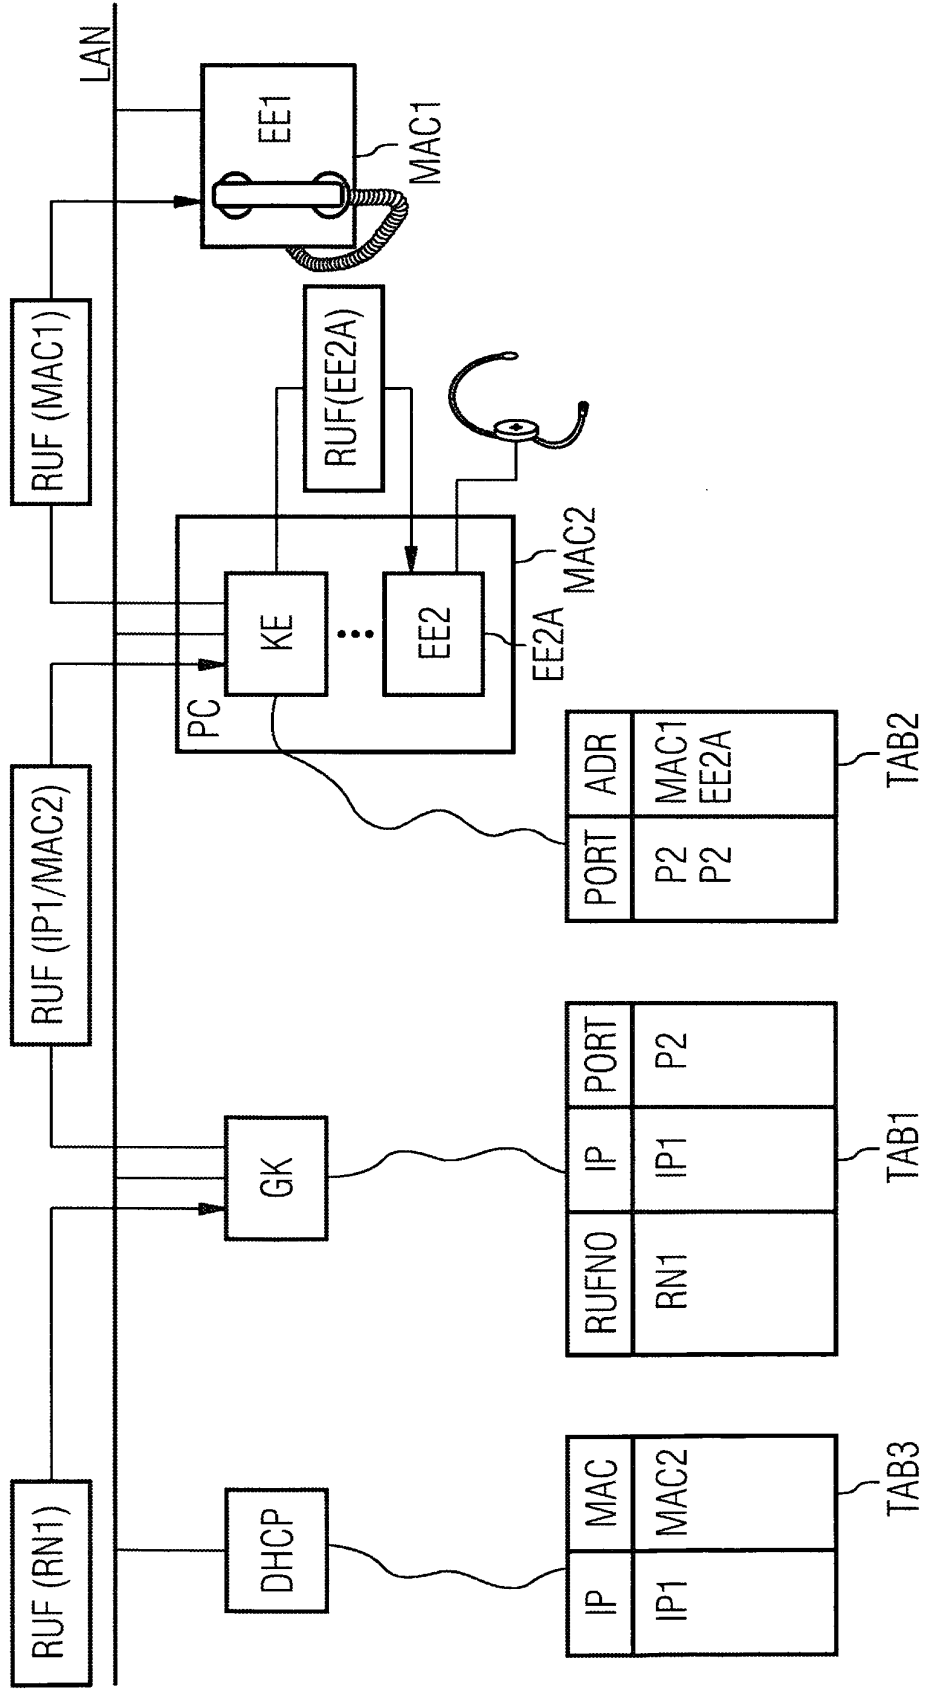 RUF (RN1)
RUF (IP1/MAC2)
RUF (MAC1)
LAN
DHCP
GK
PC
KE
EE2
RUF(EE2A)
EE1
MAC1
MAC2
EE2A
IP MAC
IP1 MAC2
TAB3
RUFNO IP PORT
RN1 IP1 P2
TAB1
PORT ADR
P2 MAC1
P2 EE2A
TAB2